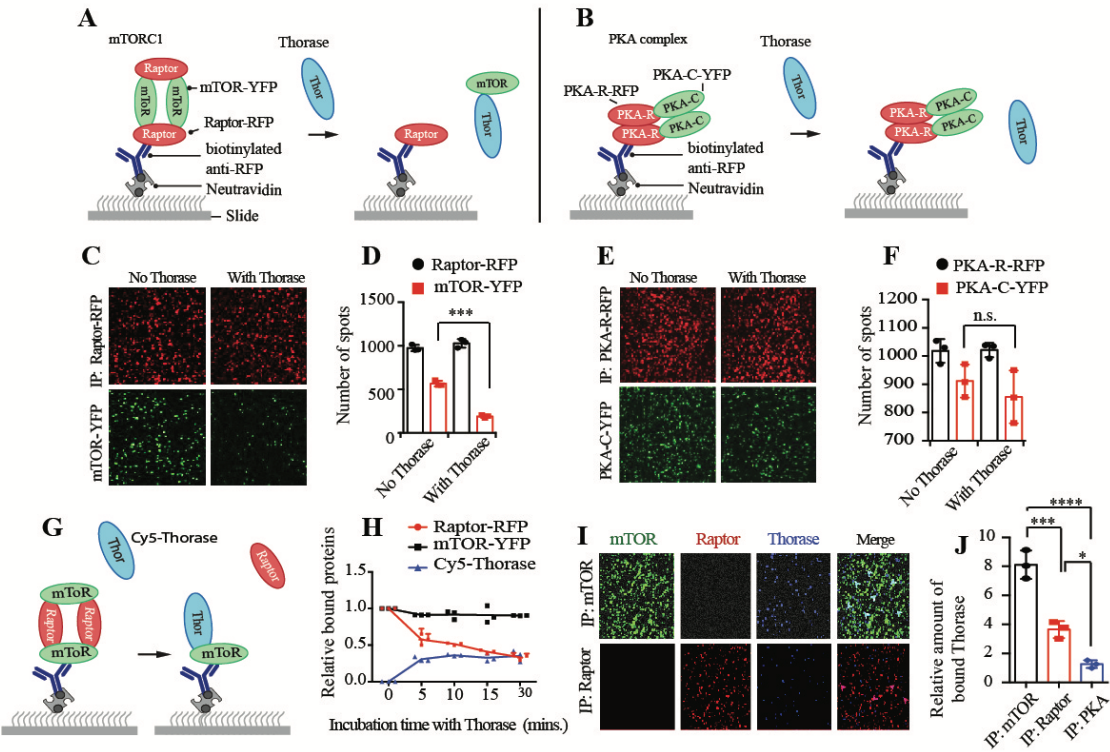 A
mTORC1
Thorase
Raptor
Thor
mTOR
mToR
mToR
mTOR-YFP
Thor
Raptor
Raptor-RFP
Raptor
biotinylated
anti-RFP
Neutravidin
Slide
B
PKA complex
Thorase
PKA-R-RFP
PKA-C-YFP
Thor
PKA-R
PKA-C
PKA-R
PKA-C
PKA-R
PKA-C
PKA-R
PKA-C
Thor
biotinylated
anti-RFP
Neutravidin
C
No Thorase
With Thorase
IP: Raptor-RFP
mTOR-YFP
D
Raptor-RFP
mTOR-YFP
Number of spots
1500
1000
500
0
***
No Thorase
With Thorase
E
No Thorase
With Thorase
IP: PKA-R-RFP
PKA-C-YFP
F
PKA-R-RFP
PKA-C-YFP
Number of spots
1100
1000
900
800
700
n.s.
No Thorase
With Thorase
G
Thor
Cy5-Thorase
Raptor
mToR
Raptor
Raptor
mToR
Thor
mToR
H
Raptor-RFP
mTOR-YFP
Cy5-Thorase
Relative bound proteins
1.5
1.0
0.5
0.0
0
5
10
15
30
Incubation time with Thorase (mins.)
I
mTOR
Raptor
Thorase
Merge
IP: mTOR
IP: Raptor
J
Relative amount of
bound Thorase
10
8
6
4
2
0
****
***
*
IP: mTOR
IP: Raptor
IP: PKA